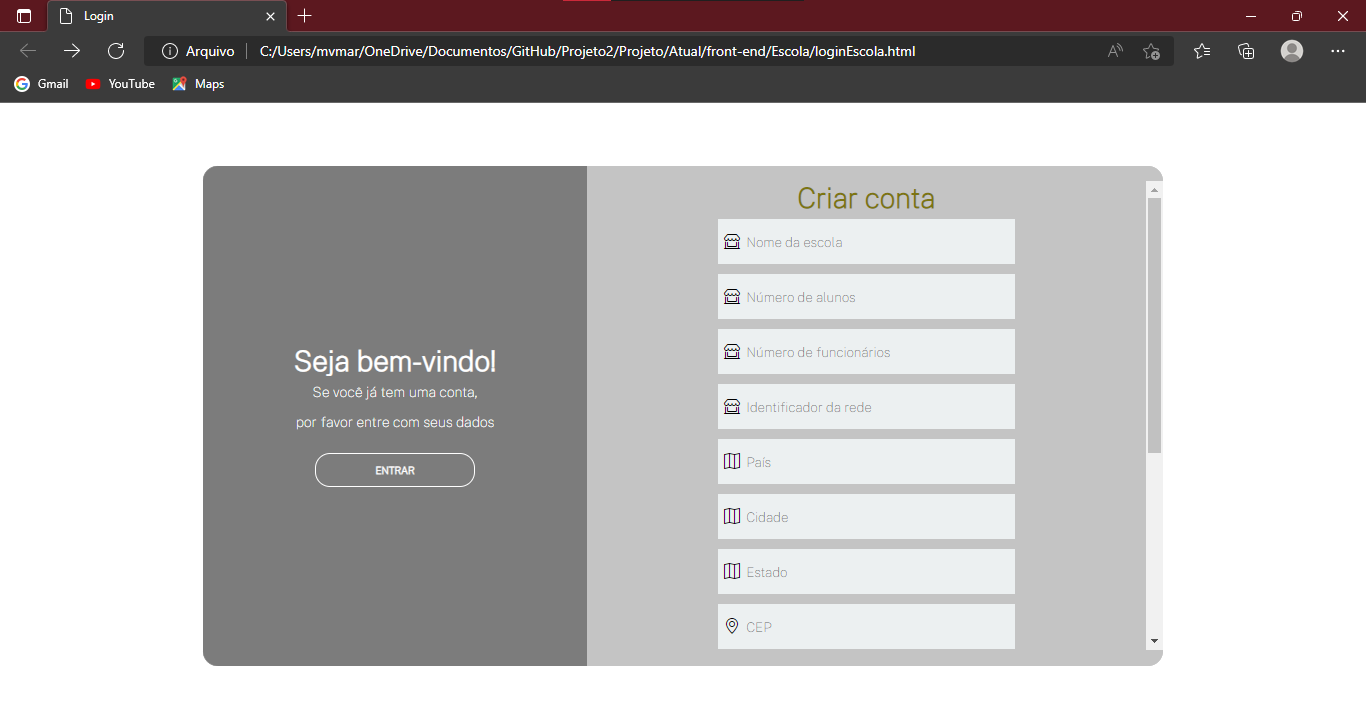 Login
Arquivo
C:/Users/mvmar/OneDrive/Documentos/GitHub/Projeto2/Projeto/Atual/front-end/Escola/loginEscola.html
Gmail
YouTube
Maps
Seja bem-vindo!
Se você já tem uma conta,
por favor entre com seus dados
ENTRAR
Criar conta
Nome da escola
Número de alunos
Número de funcionários
Identificador da rede
País
Cidade
Estado
CEP